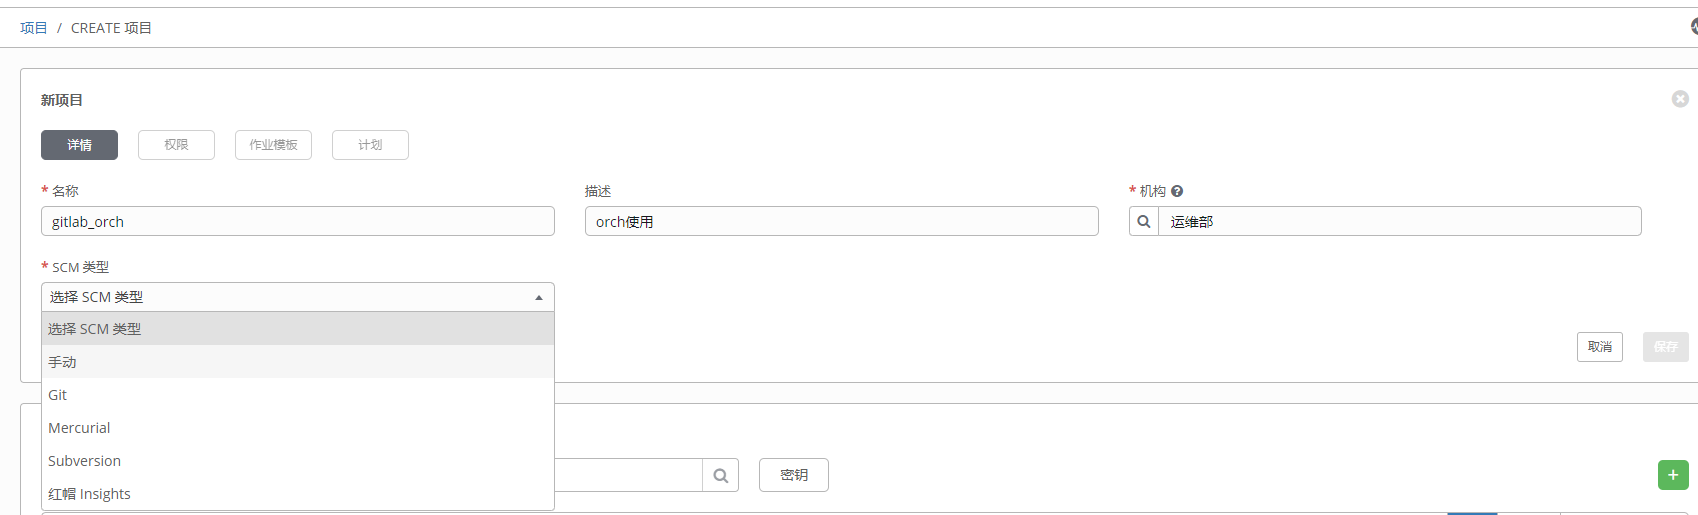 项目 / CREATE 项目
新项目
详情 权限 作业模板 计划
* 名称 描述 * 机构
gitlab_orch orch使用 运维部
* SCM 类型
选择 SCM 类型
选择 SCM 类型
手动
取消 保存
Git
Mercurial
Subversion
密钥
红帽 Insights